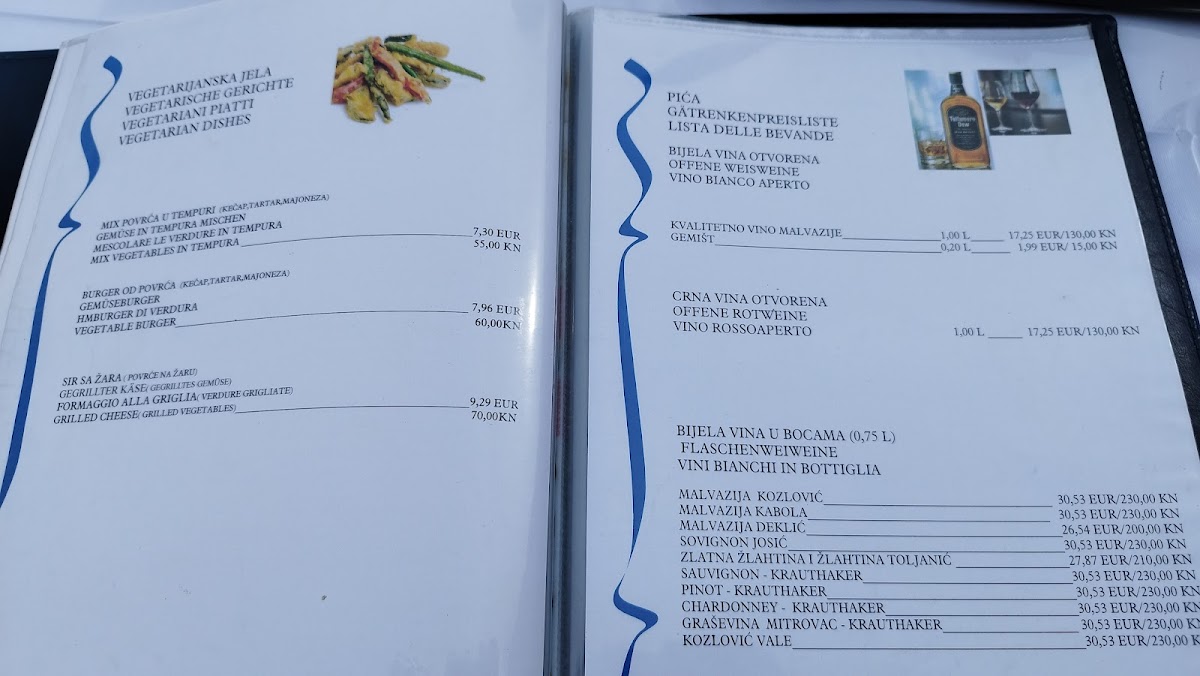 VEGETARIJANSKA JELA
VEGETARISCHE GERICHTE
VEGETARIANI PIATTI
VEGETARIAN DISHES
MIX POVRĆA U TEMPURI (KEČAP,TARTAR,MAJONEZA)
GEMÜSE IN TEMPURA MISCHEN
MESCOLARE LE VERDURE IN TEMPURA 7,30 EUR
MIX VEGETABLES IN TEMPURA 55,00 KN
BURGER OD POVRĆA (KEČAP,TARTAR,MAJONEZA)
GEMÜSEBURGER
HMBURGER DI VERDURA 7,96 EUR
VEGETABLE BURGER 60,00KN
SIR SA ŽARA ( POVRĆE NA ŽARU)
GEGRILLTER KÄSE( GEGRILLTES GEMÜSE)
FORMAGGIO ALLA GRIGLIA( VERDURE GRIGLIATE) 9,29 EUR
GRILLED CHEESE( GRILLED VEGETABLES) 70,00KN
PIĆA
GÄTRENKENPREISLISTE
LISTA DELLE BEVANDE
BIJELA VINA OTVORENA
OFFENE WEISWEINE
VINO BIANCO APERTO
KVALITETNO VINO MALVAZIJE 1,00 L 17,25 EUR/130,00 KN
GEMIŠT 0,20 L 1,99 EUR/ 15,00 KN
CRNA VINA OTVORENA
OFFENE ROTWEINE
VINO ROSSOAPERTO 1,00 L 17,25 EUR/130,00 KN
BIJELA VINA U BOCAMA (0,75 L)
FLASCHENWEIWEINE
VINI BIANCHI IN BOTTIGLIA
MALVAZIJA KOZLOVIĆ 30,53 EUR/230,00 KN
MALVAZIJA KABOLA 30,53 EUR/230,00 KN
MALVAZIJA DEKLIĆ 26,54 EUR/200,00 KN
SOVIGNON JOSIĆ 30,53 EUR/230,00 KN
ZLATNA ŽLAHTINA I ŽLAHTINA TOLJANIĆ 27,87 EUR/210,00 KN
SAUVIGNON - KRAUTHAKER 30,53 EUR/230,00 KN
PINOT - KRAUTHAKER 30,53 EUR/230,00 KN
CHARDONNEY - KRAUTHAKER 30,53 EUR/230,00 KN
GRAŠEVINA MITROVAC - KRAUTHAKER 30,53 EUR/230,00 KN
KOZLOVIĆ VALE 30,53 EUR/230,00 KN